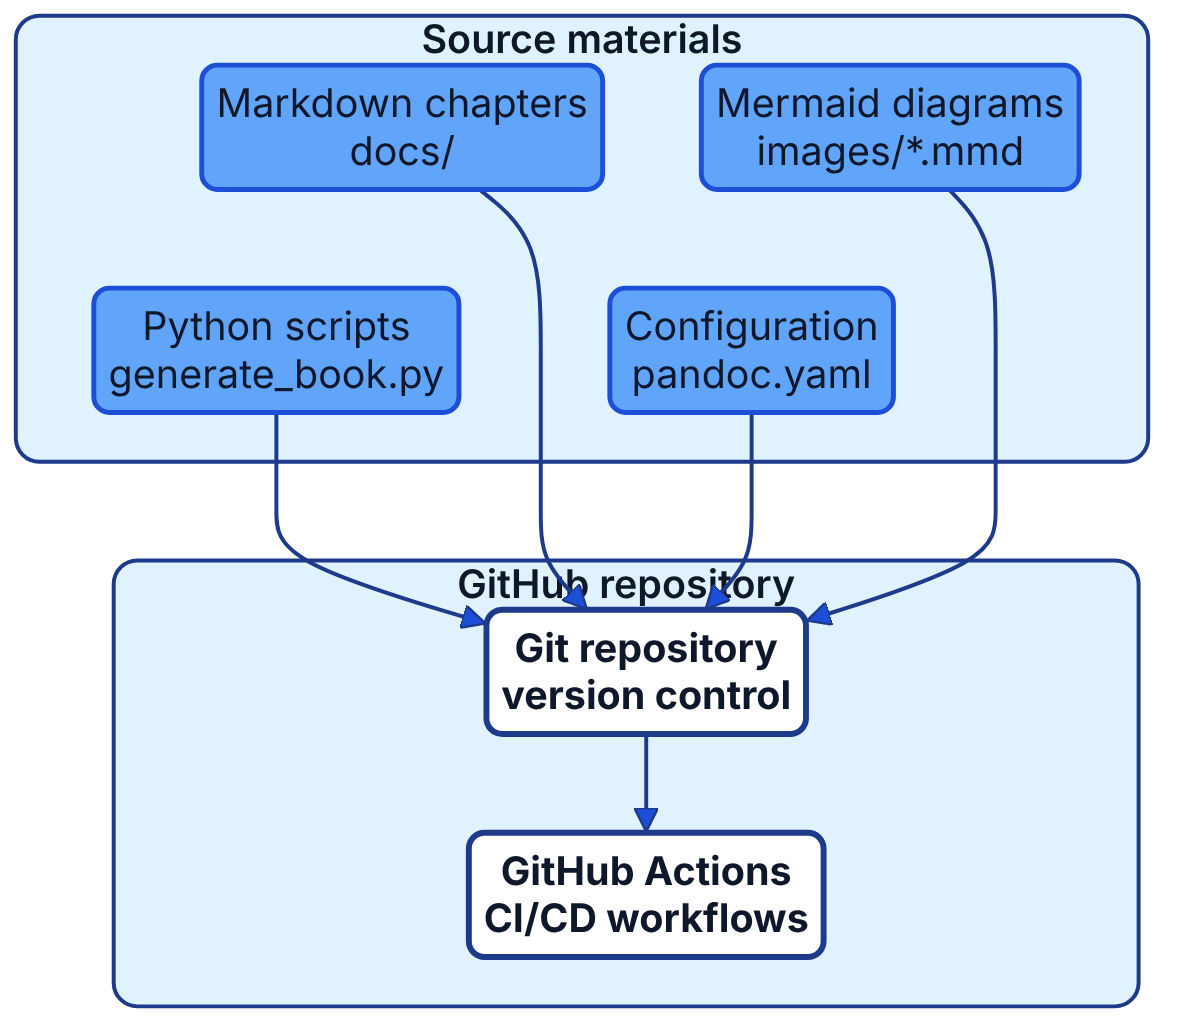 Source materials
Markdown chapters
docs/
Mermaid diagrams
images/*.mmd
Python scripts
generate_book.py
Configuration
pandoc.yaml
GitHub repository
Git repository
version control
GitHub Actions
CI/CD workflows